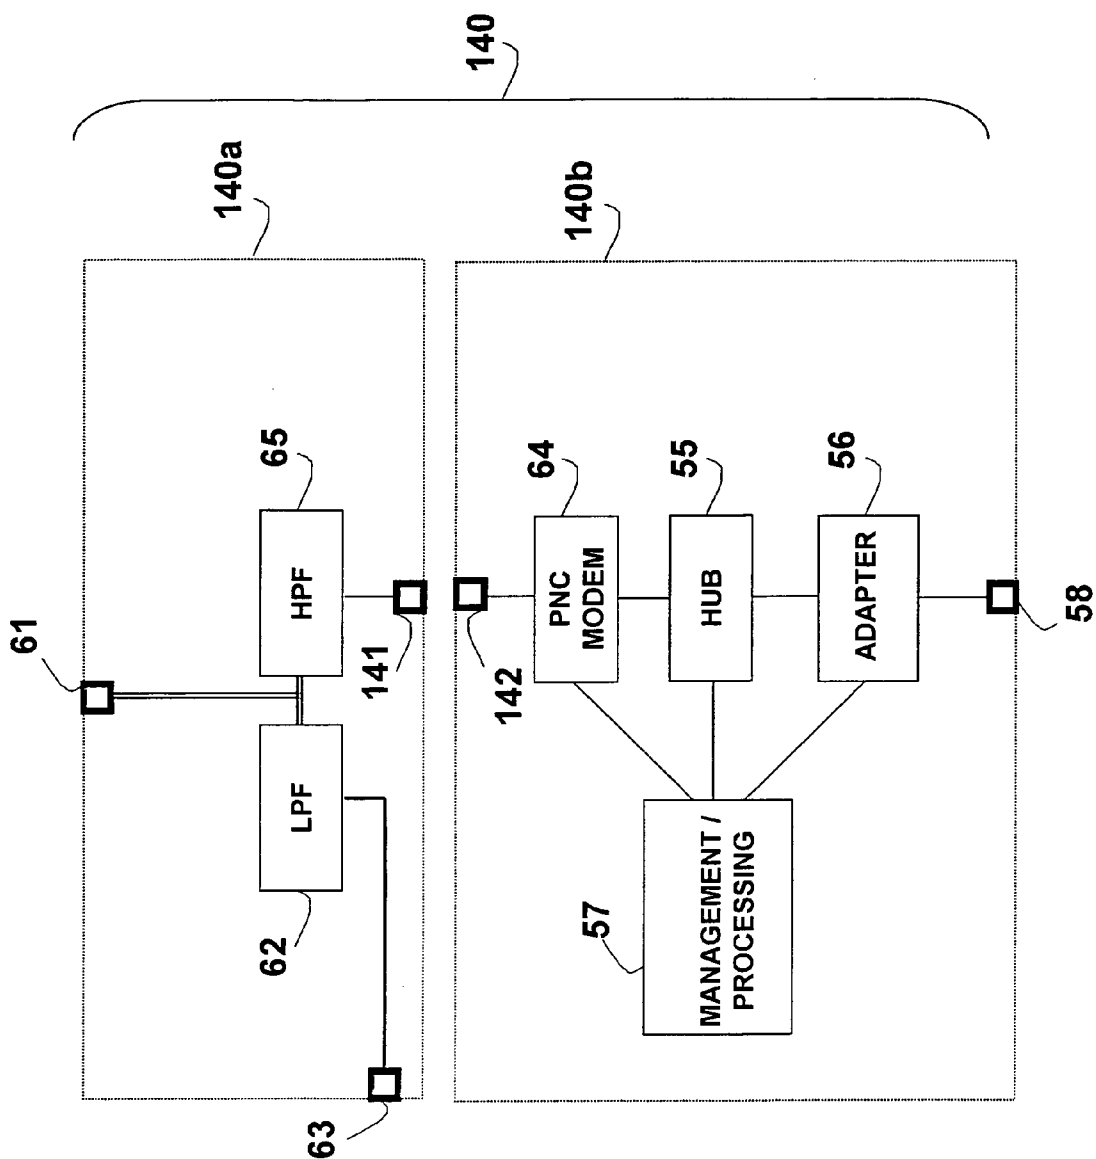 140
140a
140b
61
65
HPF
141
LPF
62
63
142
64
PNC
MODEM
55
HUB
56
ADAPTER
58
57
MANAGEMENT /
PROCESSING